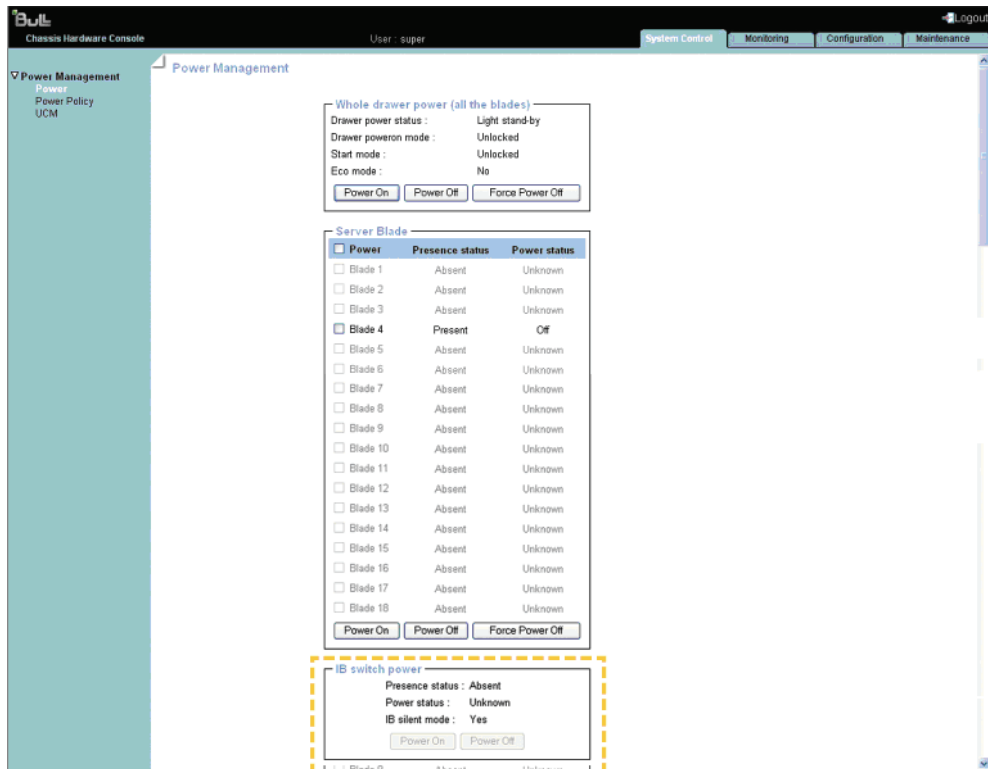 Bull
Logout
Chassis Hardware Console
User : super
System Control
Monitoring
Configuration
Maintenance
Power Management
Power
Power Policy
UCM
Power Management
Whole drawer power (all the blades)
Drawer power status : Light stand-by
Drawer poweron mode : Unlocked
Start mode : Unlocked
Eco mode : No
Power On Power Off Force Power Off
Server Blade
Power Presence status Power status
Blade 1 Absent Unknown
Blade 2 Absent Unknown
Blade 3 Absent Unknown
Blade 4 Present Off
Blade 5 Absent Unknown
Blade 6 Absent Unknown
Blade 7 Absent Unknown
Blade 8 Absent Unknown
Blade 9 Absent Unknown
Blade 10 Absent Unknown
Blade 11 Absent Unknown
Blade 12 Absent Unknown
Blade 13 Absent Unknown
Blade 14 Absent Unknown
Blade 15 Absent Unknown
Blade 16 Absent Unknown
Blade 17 Absent Unknown
Blade 18 Absent Unknown
Power On Power Off Force Power Off
IB switch power
Presence status : Absent
Power status : Unknown
IB silent mode : Yes
Power On Power Off